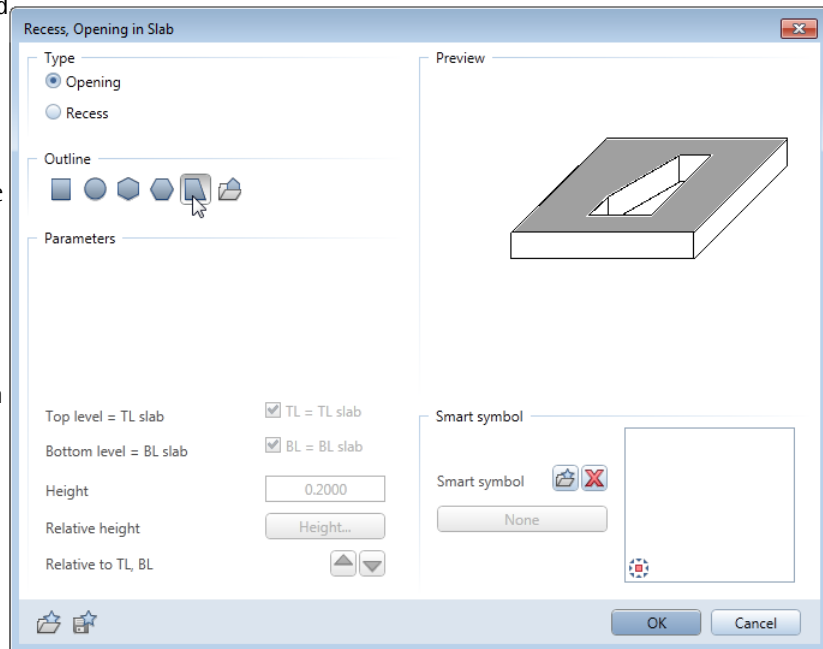 d
Recess, Opening in Slab
Type
Opening
Recess
Preview
Outline
e
Parameters
Top level = TL slab
TL = TL slab
Bottom level = BL slab
BL = BL slab
Height
0.2000
Relative height
Height...
Relative to TL, BL
Smart symbol
Smart symbol
None
OK
Cancel